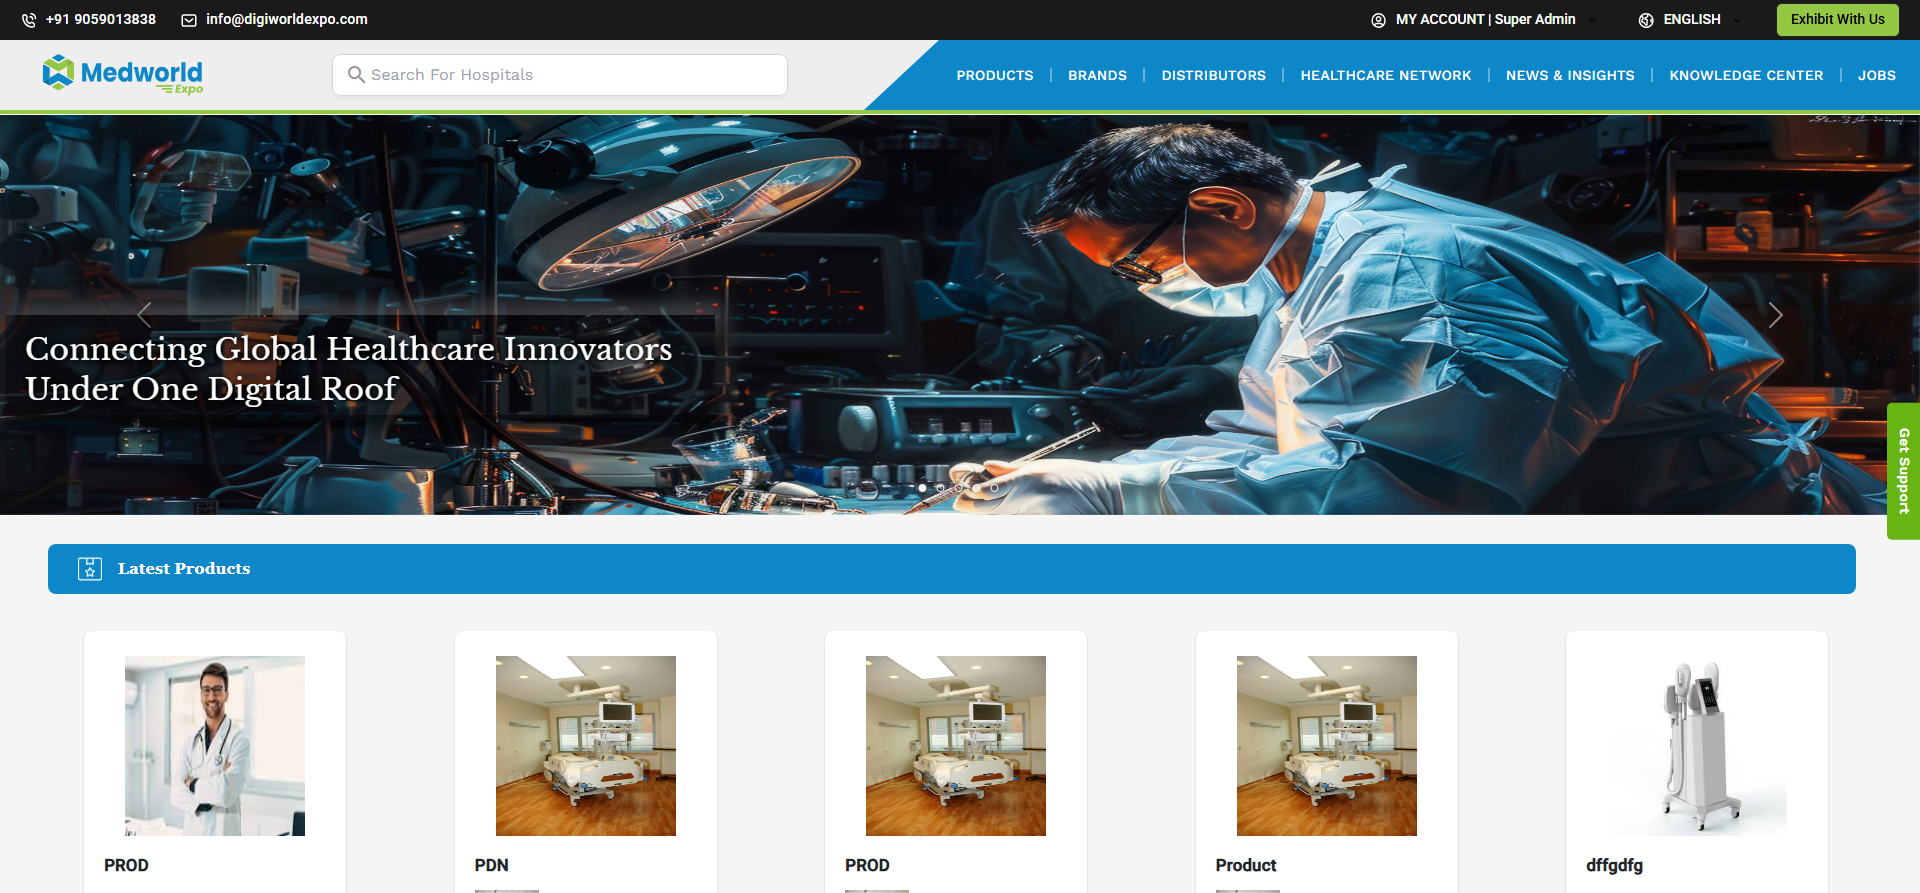 +91 9059013838
info@digiworldexpo.com
MY ACCOUNT | Super Admin
ENGLISH
Exhibit With Us
Medworld
Expo
Search For Hospitals
PRODUCTS
BRANDS
DISTRIBUTORS
HEALTHCARE NETWORK
NEWS & INSIGHTS
KNOWLEDGE CENTER
JOBS
Connecting Global Healthcare Innovators
Under One Digital Roof
Get Support
Latest Products
PROD
PDN
PROD
Product
dffgdfg